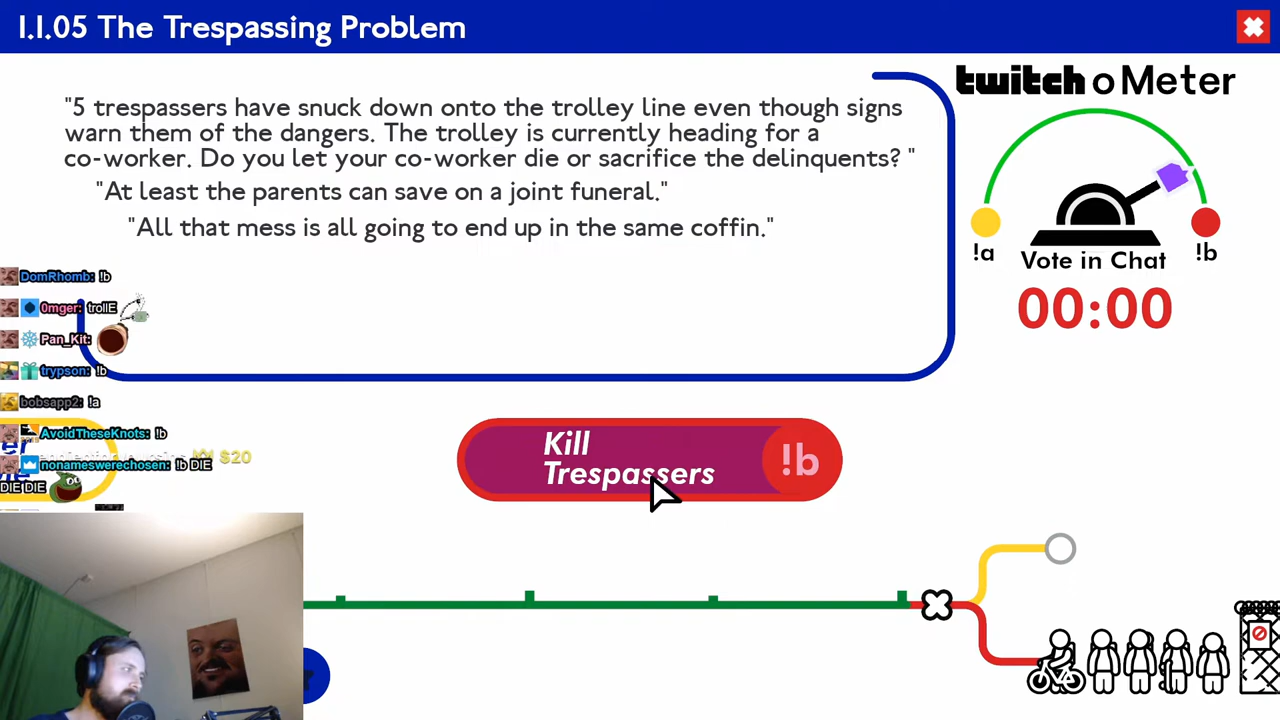 1.1.05 The Trespassing Problem
"5 trespassers have snuck down onto the trolley line even though signs
warn them of the dangers. The trolley is currently heading for a
co-worker. Do you let your co-worker die or sacrifice the delinquents? "
"At least the parents can save on a joint funeral."
"All that mess is all going to end up in the same coffin."
twitch o Meter
!a
!b
Vote in Chat
00:00
DomRhomb: !b
0mger: trollE
Pan_Kit:
trypson: !b
bobsapp2: !a
AvoidTheseKnots: !b
$20
nonameswerechosen: !b DIE
DIE DIE
Kill
Trespassers
!b